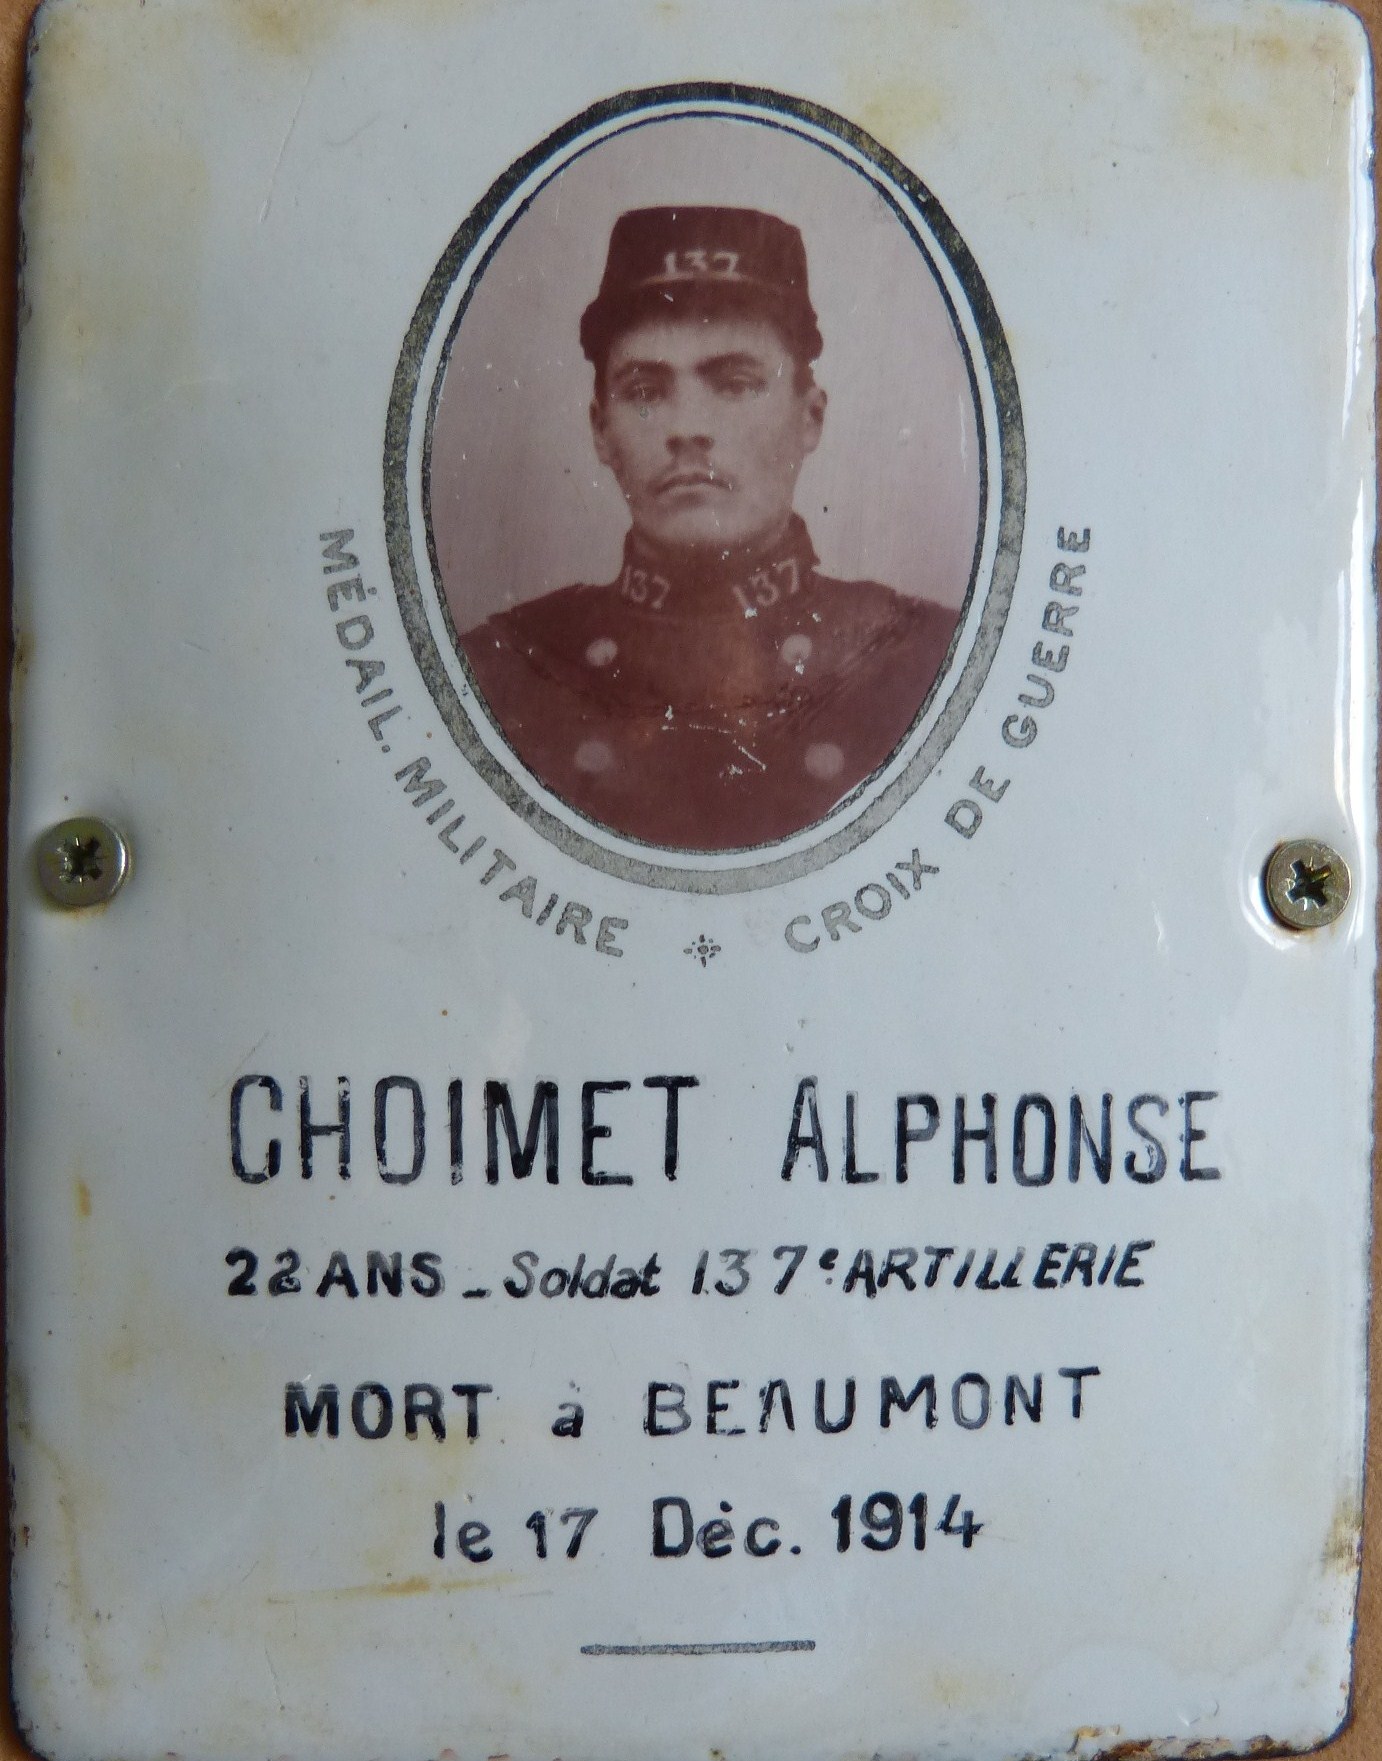 137
137 137
MÉDAIL. MILITAIRE
CROIX DE GUERRE
CHOIMET ALPHONSE
22 ANS - Soldat 137e ARTILLERIE
MORT à BEAUMONT
le 17 Déc. 1914